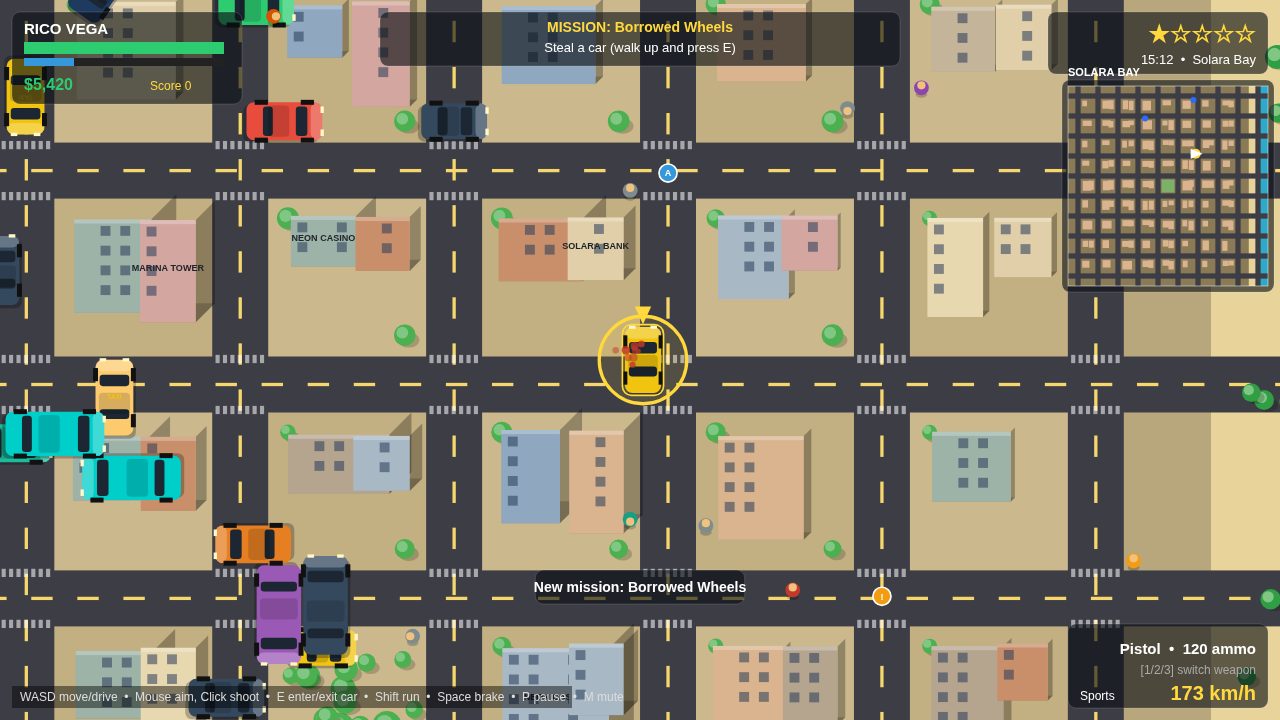 RICO VEGA
$5,420
Score 0
MISSION: Borrowed Wheels
Steal a car (walk up and press E)
★☆☆☆☆
15:12 • Solara Bay
SOLARA BAY
A
NEON CASINO
SOLARA BANK
MARINA TOWER
TAXI
New mission: Borrowed Wheels
!
Pistol • 120 ammo
[1/2/3] switch weapon
Sports
173 km/h
WASD move/drive • Mouse aim, Click shoot • E enter/exit car • Shift run • Space brake • P pause • M mute